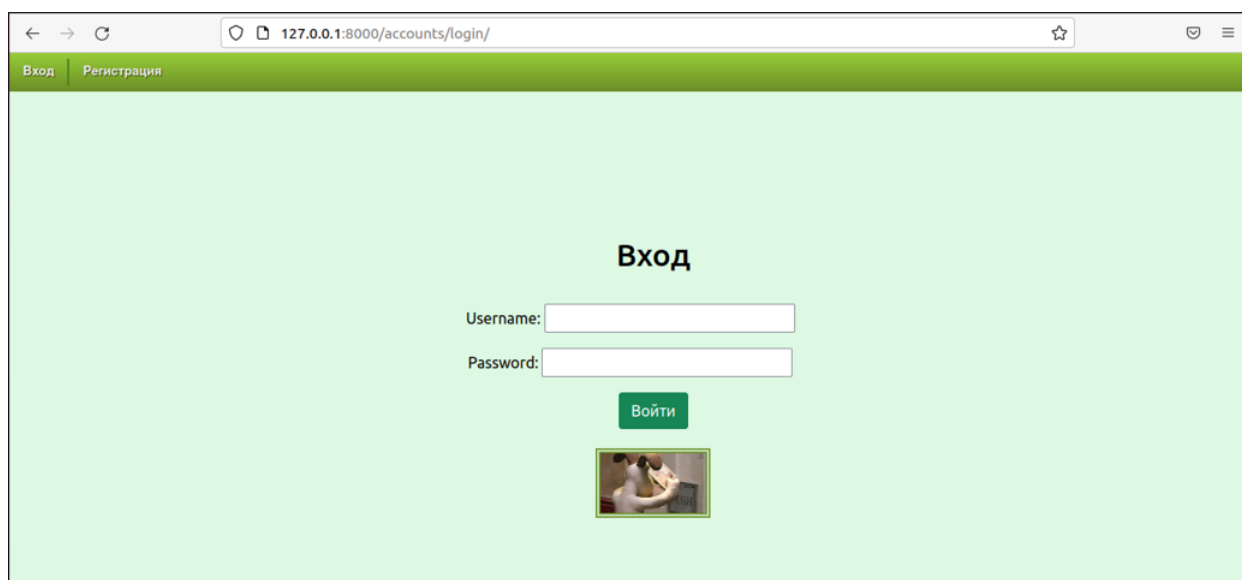 127.0.0.1:8000/accounts/login/
Вход Регистрация
Вход
Username:
Password:
Войти